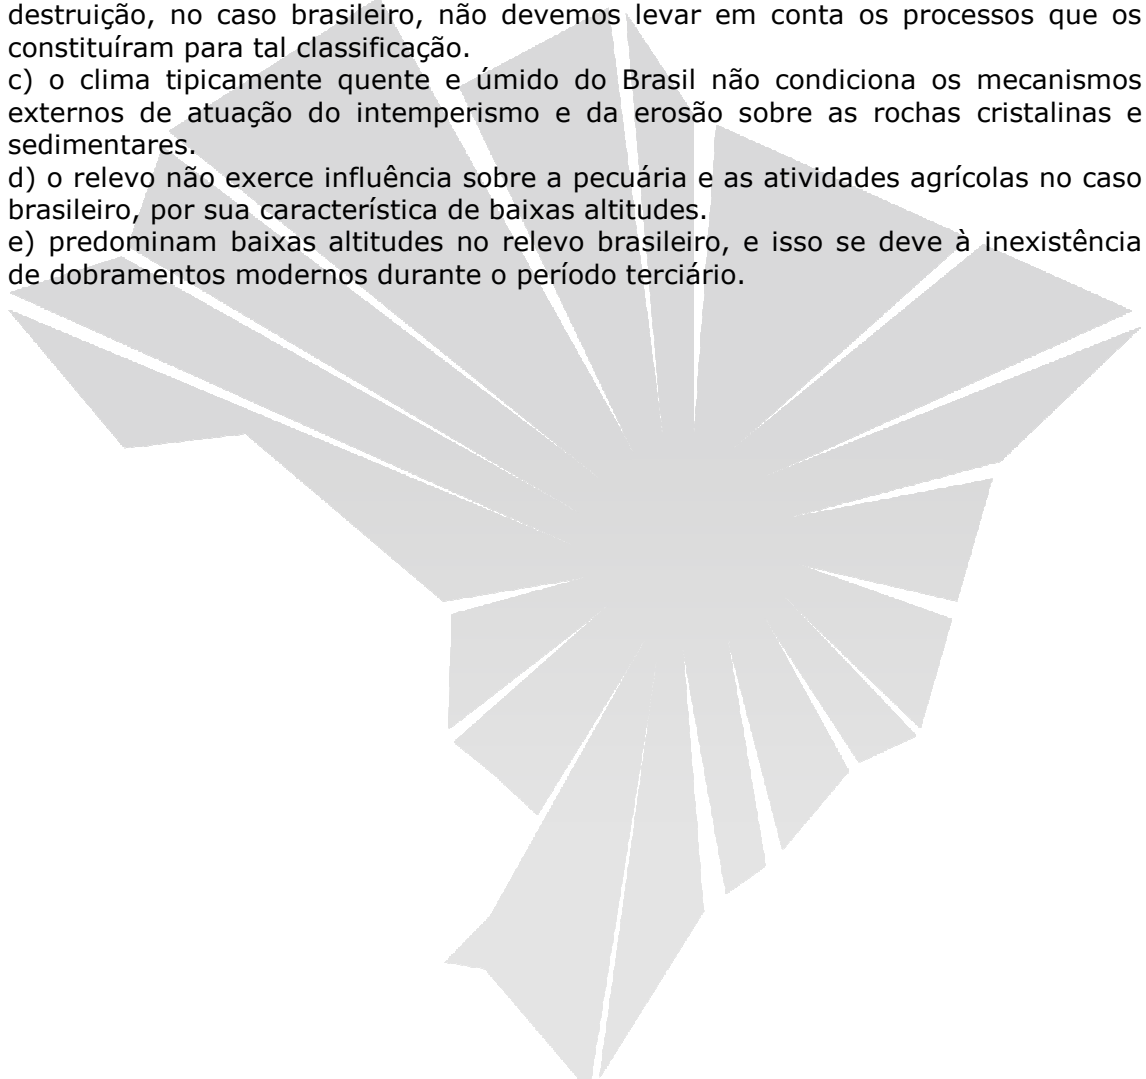 destruição, no caso brasileiro, não devemos levar em conta os processos que os
constituíram para tal classificação.
c) o clima tipicamente quente e úmido do Brasil não condiciona os mecanismos
externos de atuação do intemperismo e da erosão sobre as rochas cristalinas e
sedimentares.
d) o relevo não exerce influência sobre a pecuária e as atividades agrícolas no caso
brasileiro, por sua característica de baixas altitudes.
e) predominam baixas altitudes no relevo brasileiro, e isso se deve à inexistência
de dobramentos modernos durante o período terciário.